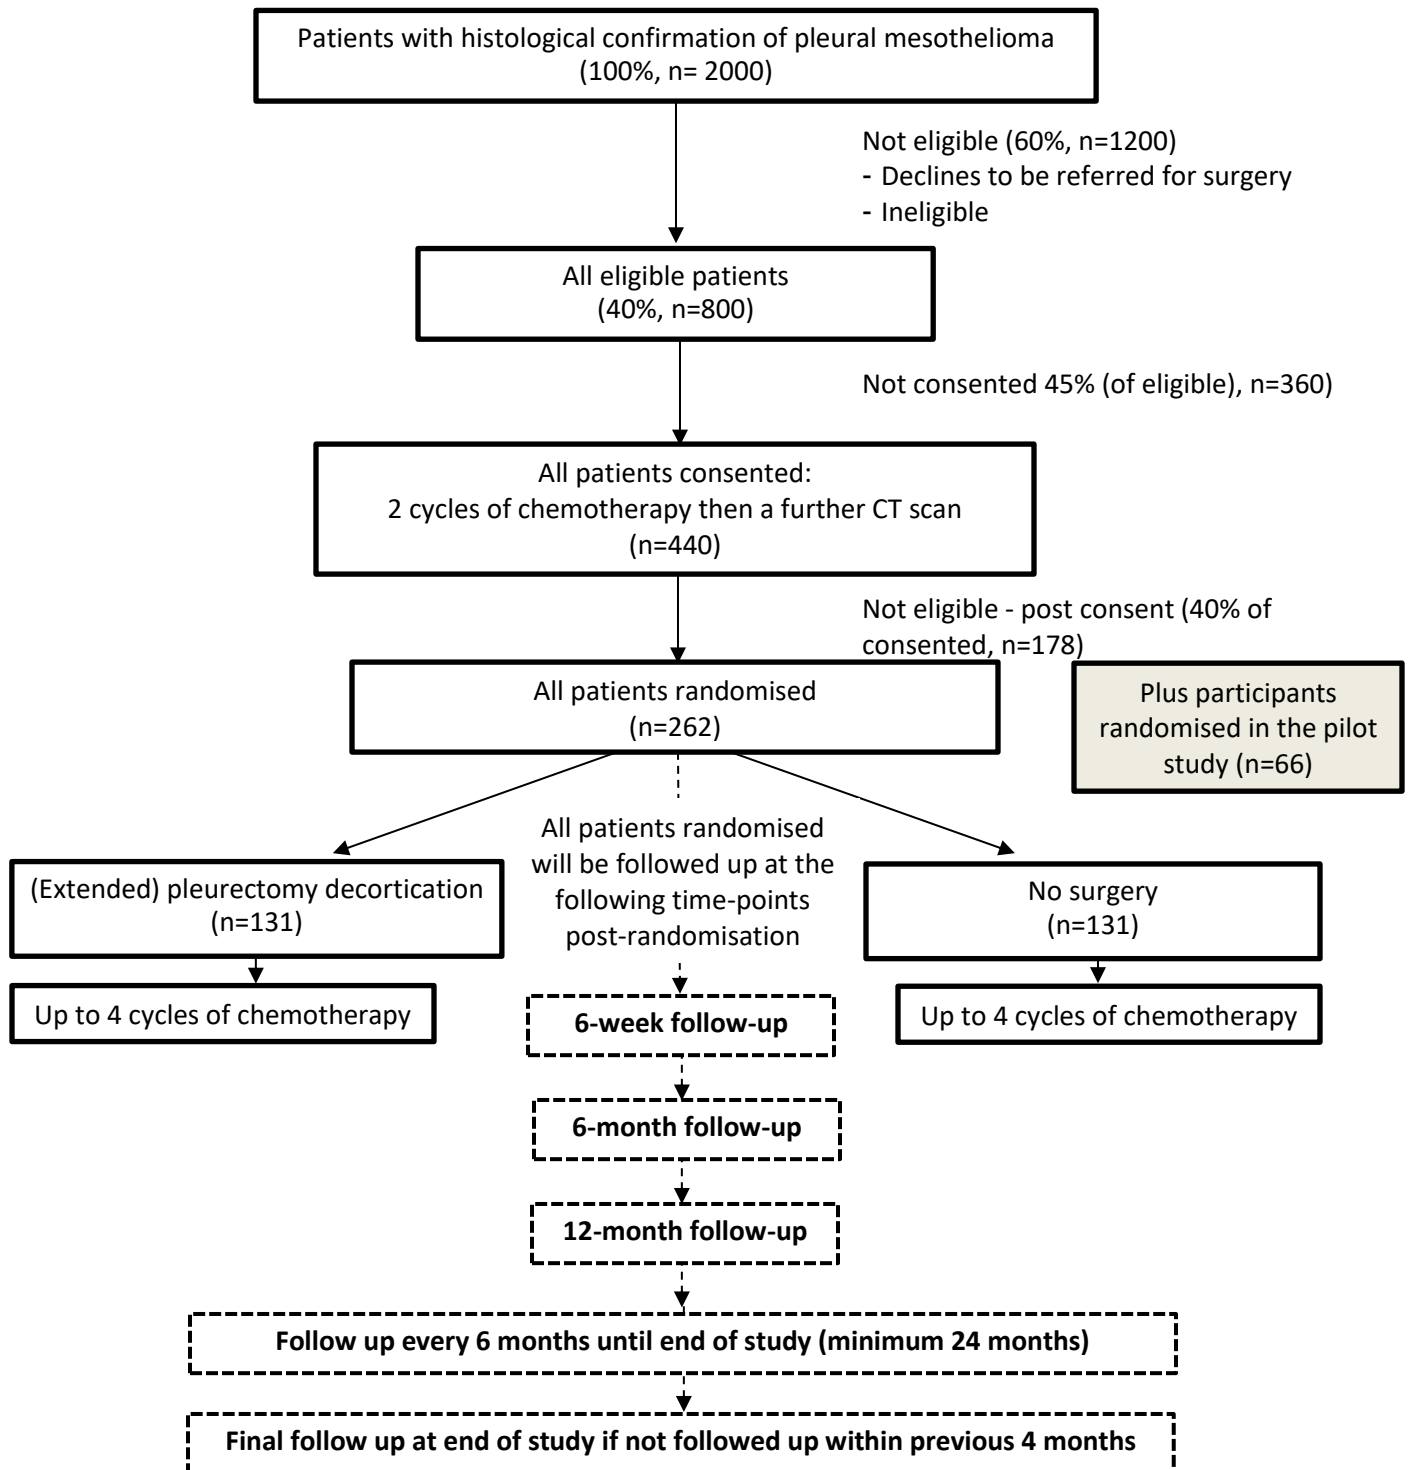 Patients with histological confirmation of pleural mesothelioma
(100%, n= 2000)
Not eligible (60%, n=1200)
- Declines to be referred for surgery
- Ineligible
All eligible patients
(40%, n=800)
Not consented 45% (of eligible), n=360)
All patients consented:
2 cycles of chemotherapy then a further CT scan
(n=440)
Not eligible - post consent (40% of
consented, n=178)
All patients randomised
(n=262)
Plus participants
randomised in the pilot
study (n=66)
All patients randomised
will be followed up at the
following time-points
post-randomisation
(Extended) pleurectomy decortication
(n=131)
No surgery
(n=131)
Up to 4 cycles of chemotherapy
Up to 4 cycles of chemotherapy
6-week follow-up
6-month follow-up
12-month follow-up
Follow up every 6 months until end of study (minimum 24 months)
Final follow up at end of study if not followed up within previous 4 months